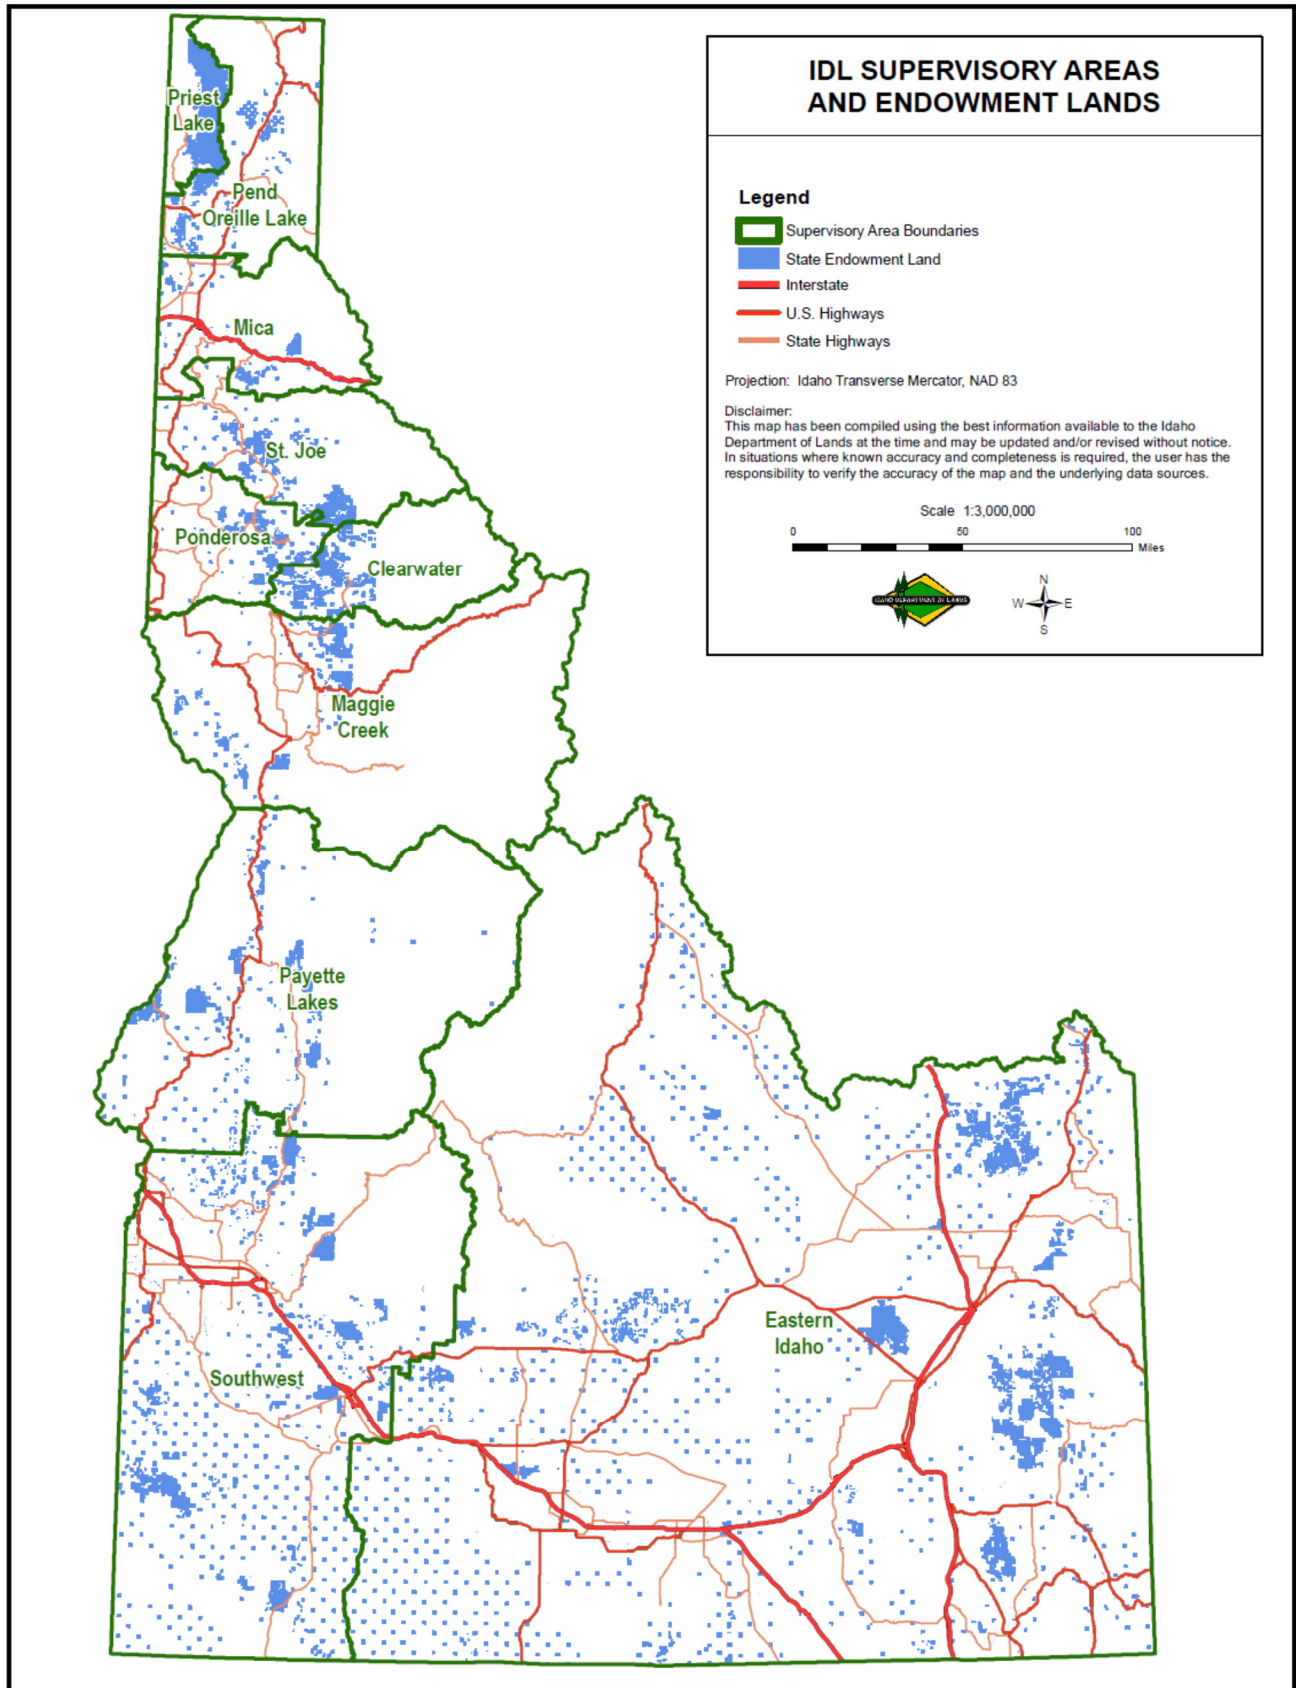 IDL SUPERVISORY AREAS
AND ENDOWMENT LANDS
Legend
Supervisory Area Boundaries
State Endowment Land
Interstate
U.S. Highways
State Highways
Projection: Idaho Transverse Mercator, NAD 83
Disclaimer:
This map has been compiled using the best information available to the Idaho
Department of Lands at the time and may be updated and/or revised without notice.
In situations where known accuracy and completeness is required, the user has the
responsibility to verify the accuracy of the map and the underlying data sources.
Scale 1:3,000,000
0 50 100
Miles
IDAHO DEPARTMENT OF LANDS
N
W E
S
Priest
Lake
Pend
Oreille Lake
Mica
St. Joe
Ponderosa
Clearwater
Maggie
Creek
Payette
Lakes
Eastern
Idaho
Southwest